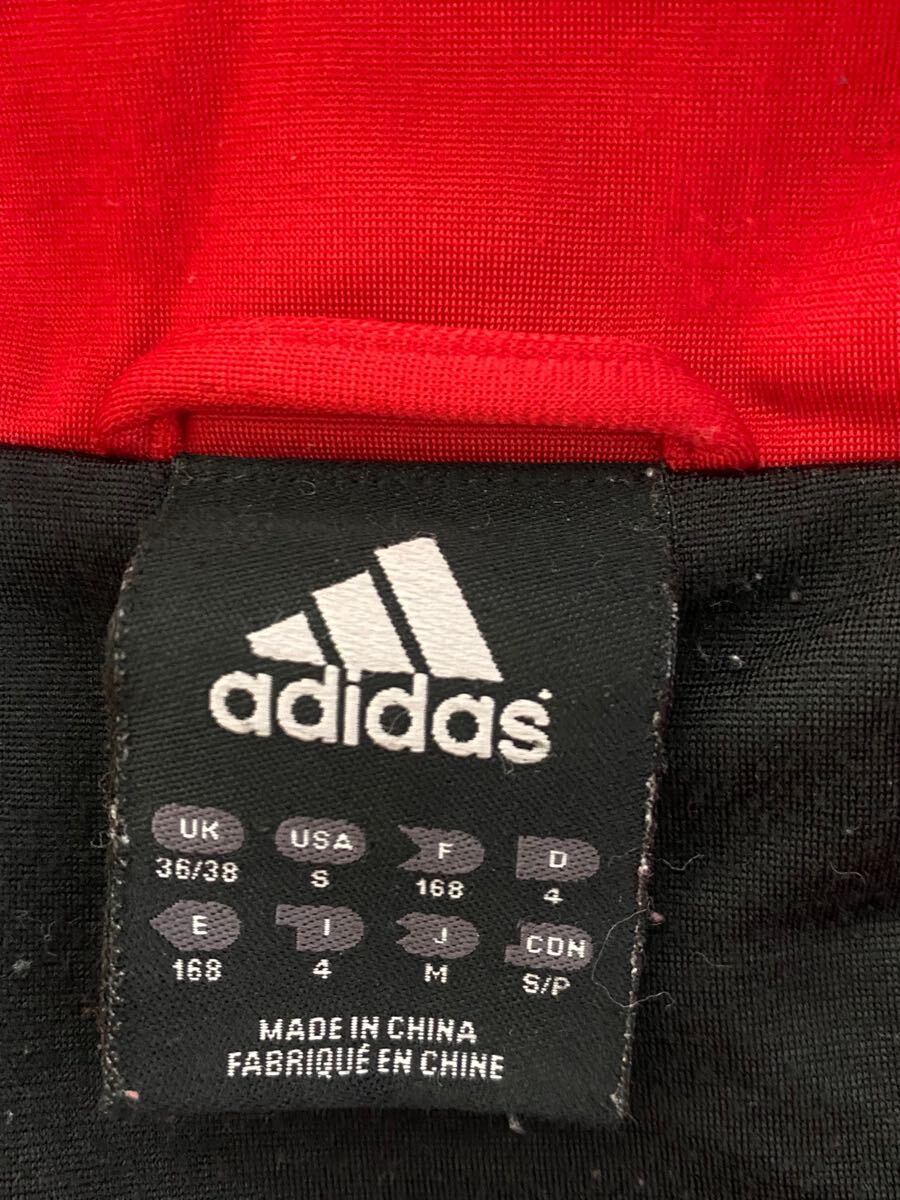 adidas
UK USA F D
36/38 S 168 4
E I J CDN
168 4 M S/P
MADE IN CHINA
FABRIQUÉ EN CHINE